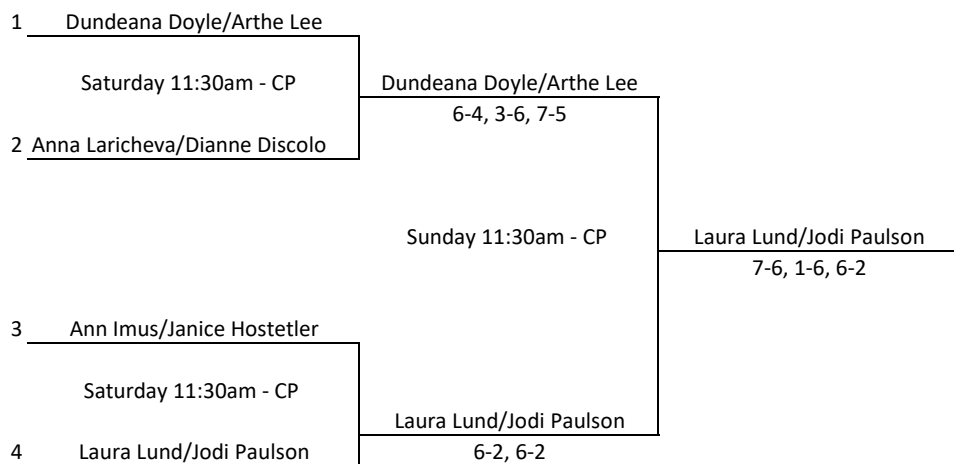 1 Dundeana Doyle/Arthe Lee
Saturday 11:30am - CP
Dundeana Doyle/Arthe Lee
6-4, 3-6, 7-5
2 Anna Laricheva/Dianne Discolo
Sunday 11:30am - CP
Laura Lund/Jodi Paulson
7-6, 1-6, 6-2
3 Ann Imus/Janice Hostetler
Saturday 11:30am - CP
Laura Lund/Jodi Paulson
6-2, 6-2
4 Laura Lund/Jodi Paulson